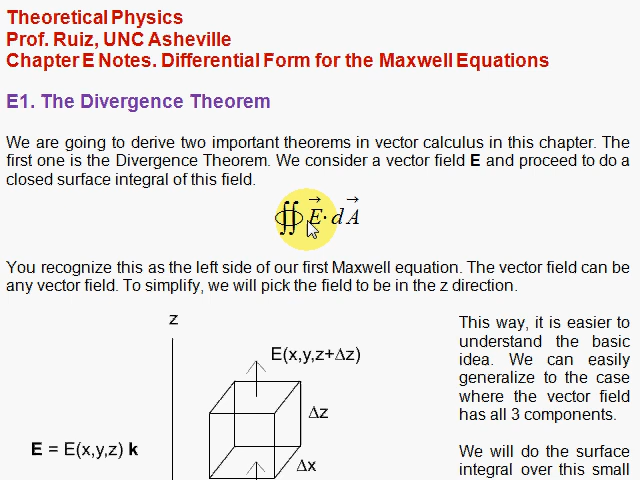 Theoretical Physics
Prof. Ruiz, UNC Asheville
Chapter E Notes. Differential Form for the Maxwell Equations
E1. The Divergence Theorem
We are going to derive two important theorems in vector calculus in this chapter. The
first one is the Divergence Theorem. We consider a vector field E and proceed to do a
closed surface integral of this field.
∯ E⃗ · d A⃗
You recognize this as the left side of our first Maxwell equation. The vector field can be
any vector field. To simplify, we will pick the field to be in the z direction.
z
E(x,y,z+Δz)
Δz
E = E(x,y,z) k
Δx
This way, it is easier to
understand the basic
idea. We can easily
generalize to the case
where the vector field
has all 3 components.
We will do the surface
integral over this small